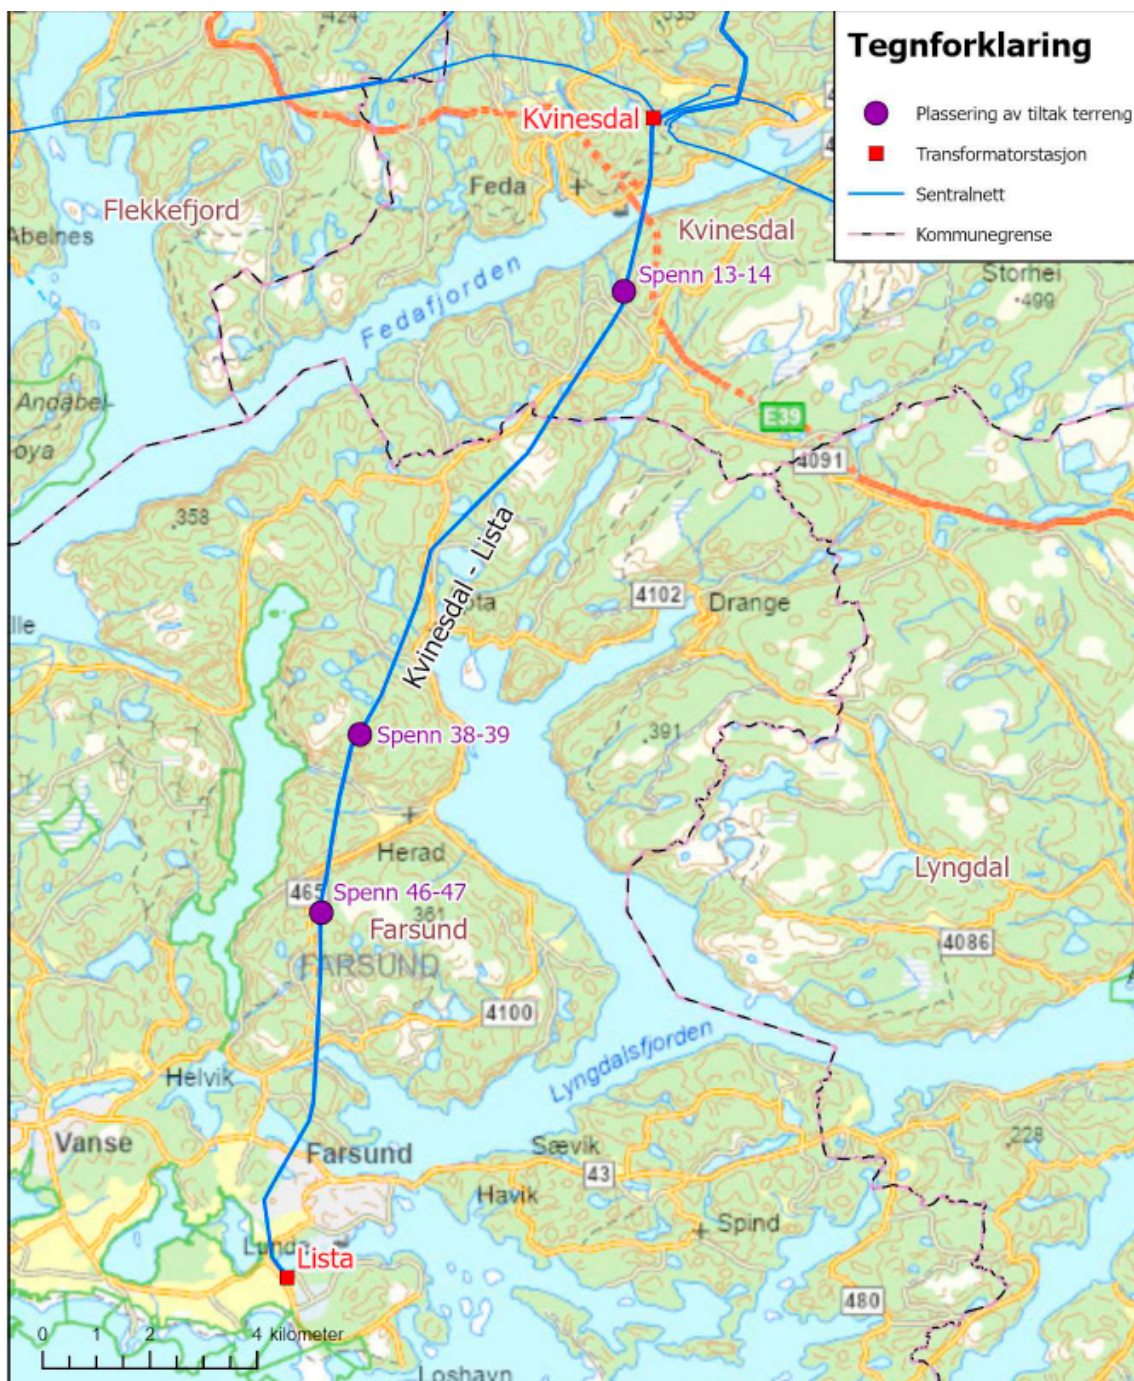 424
033
Tegnforklaring
Plassering av tiltak terreng
Transformatorstasjon
Sentralnett
Kommunegrense
Kvinesdal
Feda
Flekkefjord
Abelnes
Kvinesdal
Spenn 13-14
Storhei
499
Fedafjorden
Andabel-
oya
E39
4091
358
Kvinesdal - Lista
4102
Drange
lle
391
Spenn 38-39
Herad
Lyngdal
465
Spenn 46-47
361
Farsund
FARSUND
4086
4100
Lyngdalsfjorden
Helvik
Vanse
Farsund
Sævik
228
43
Havik
Spind
Lunda
Lista
480
0 1 2 4 kilometer
Loshavn